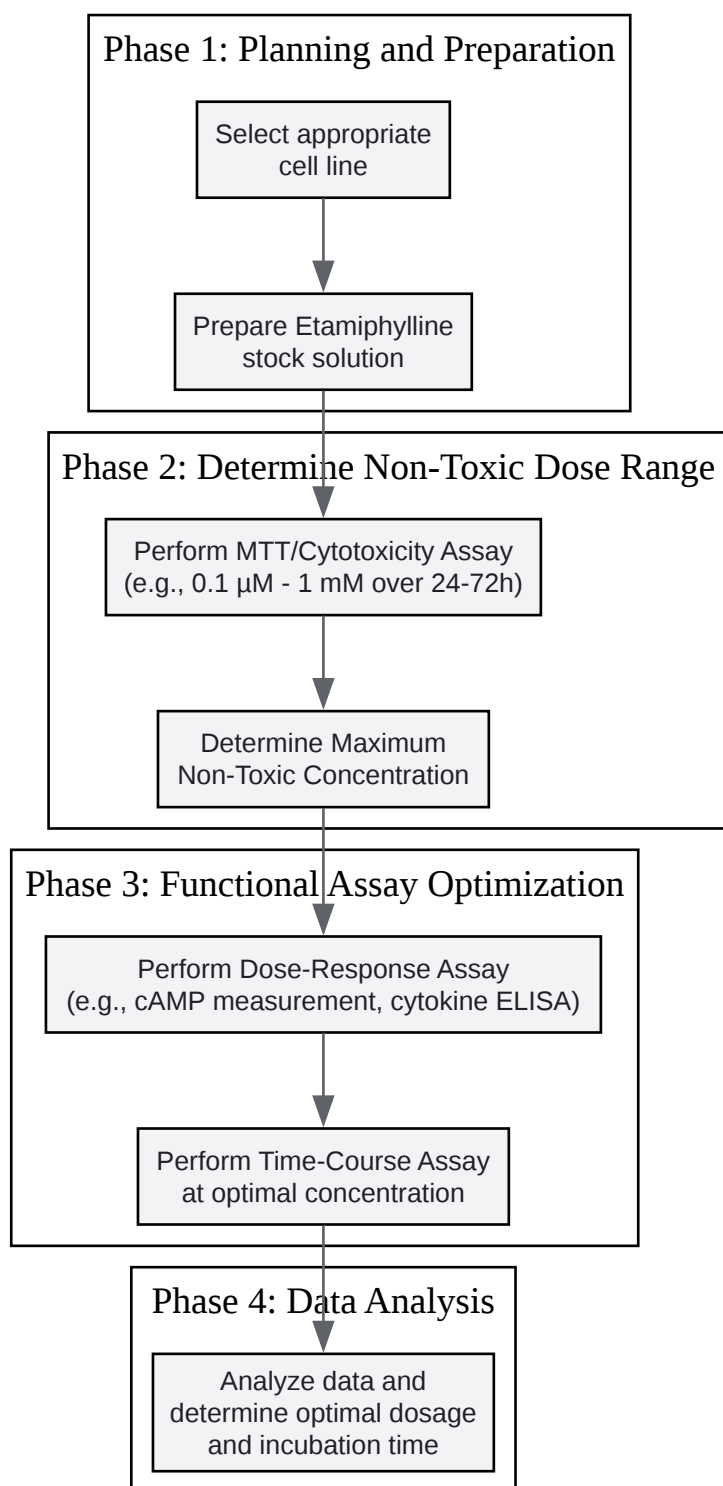 Phase 1: Planning and Preparation
Select appropriate
cell line
Prepare Etamiphylline
stock solution
Phase 2: Determine Non-Toxic Dose Range
Perform MTT/Cytotoxicity Assay
(e.g., 0.1 µM - 1 mM over 24-72h)
Determine Maximum
Non-Toxic Concentration
Phase 3: Functional Assay Optimization
Perform Dose-Response Assay
(e.g., cAMP measurement, cytokine ELISA)
Perform Time-Course Assay
at optimal concentration
Phase 4: Data Analysis
Analyze data and
determine optimal dosage
and incubation time